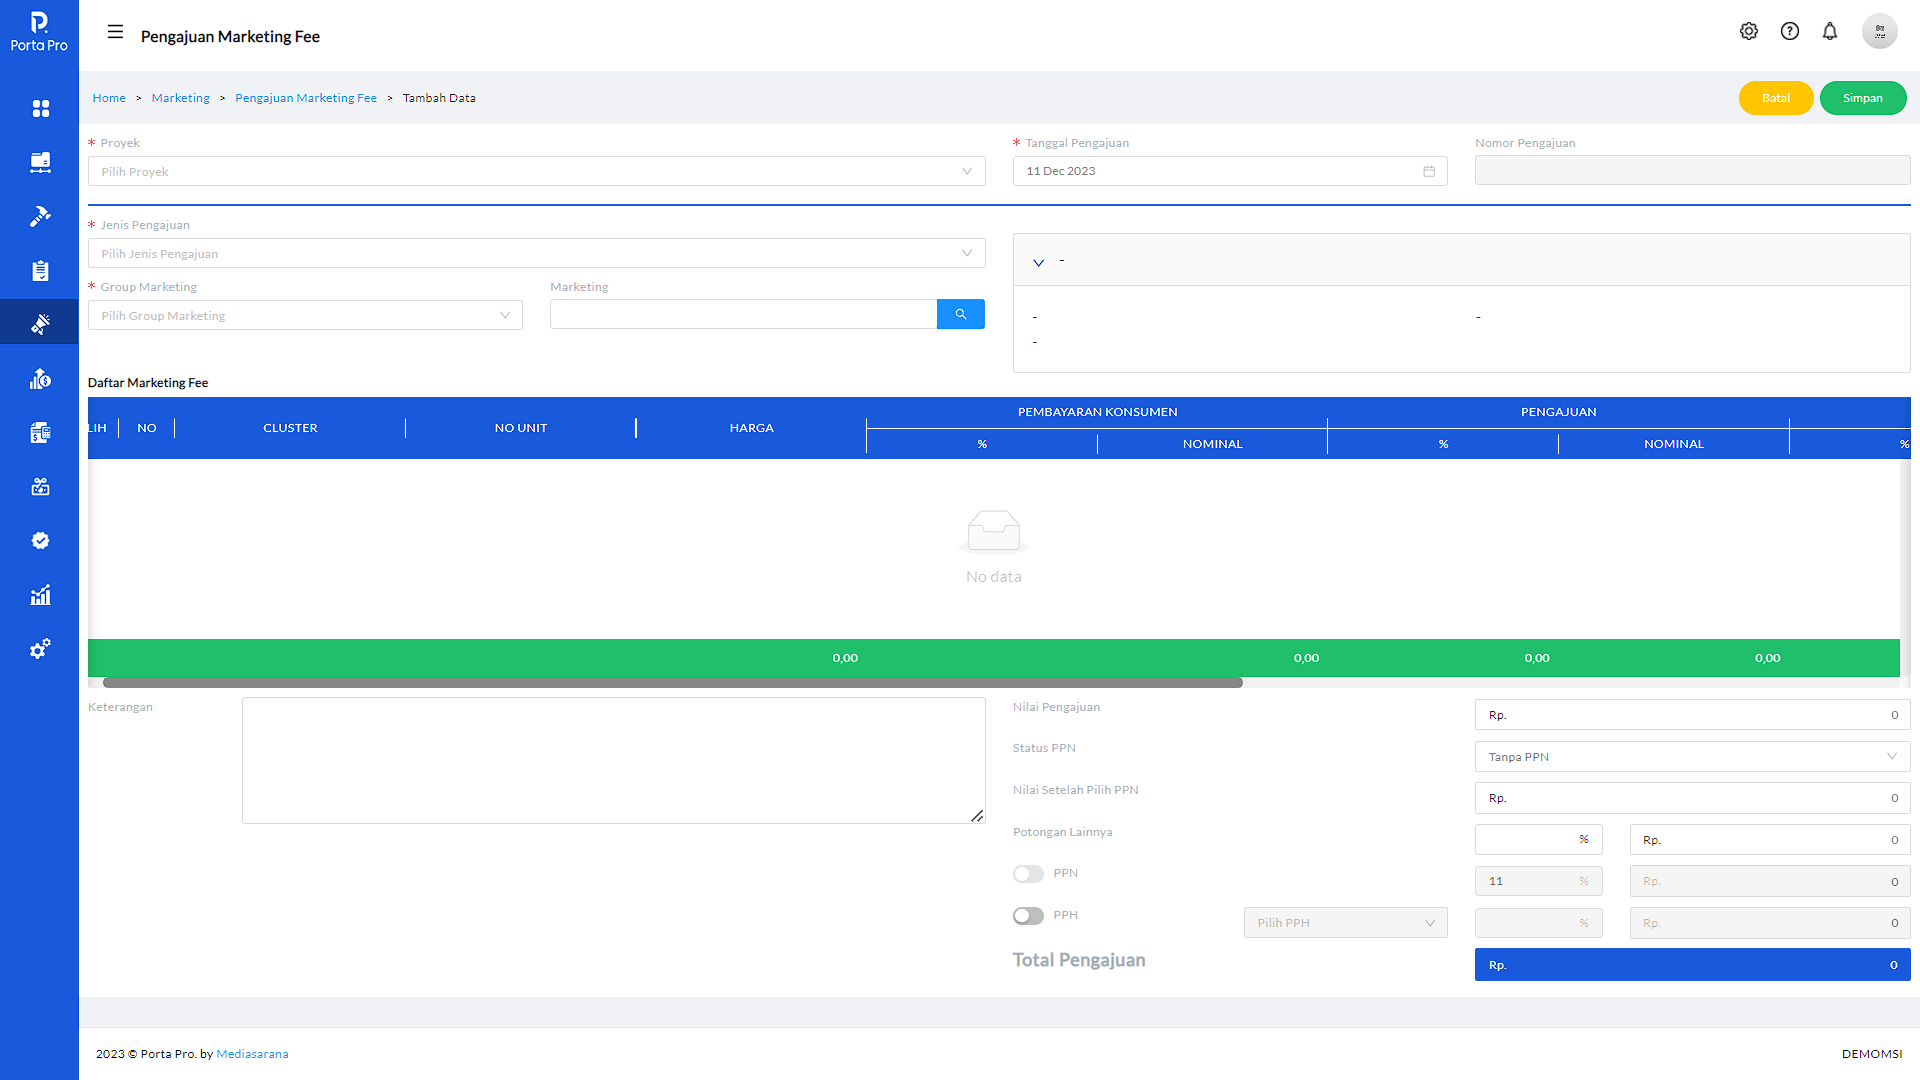 Porta Pro
Pengajuan Marketing Fee
Home > Marketing > Pengajuan Marketing Fee > Tambah Data
Batal
Simpan
* Proyek
Pilih Proyek
* Tanggal Pengajuan
11 Dec 2023
Nomor Pengajuan
* Jenis Pengajuan
Pilih Jenis Pengajuan
* Group Marketing
Pilih Group Marketing
Marketing
-
-
-
-
Daftar Marketing Fee
LIH NO CLUSTER NO UNIT HARGA PEMBAYARAN KONSUMEN PENGAJUAN
% NOMINAL % NOMINAL %
No data
0,00 0,00 0,00 0,00
Keterangan
Nilai Pengajuan Rp. 0
Status PPN Tanpa PPN
Nilai Setelah Pilih PPN Rp. 0
Potongan Lainnya % Rp. 0
PPN 11 % Rp. 0
PPH Pilih PPH % Rp. 0
Total Pengajuan Rp. 0
2023 © Porta Pro. by Mediasarana
DEMOMSI